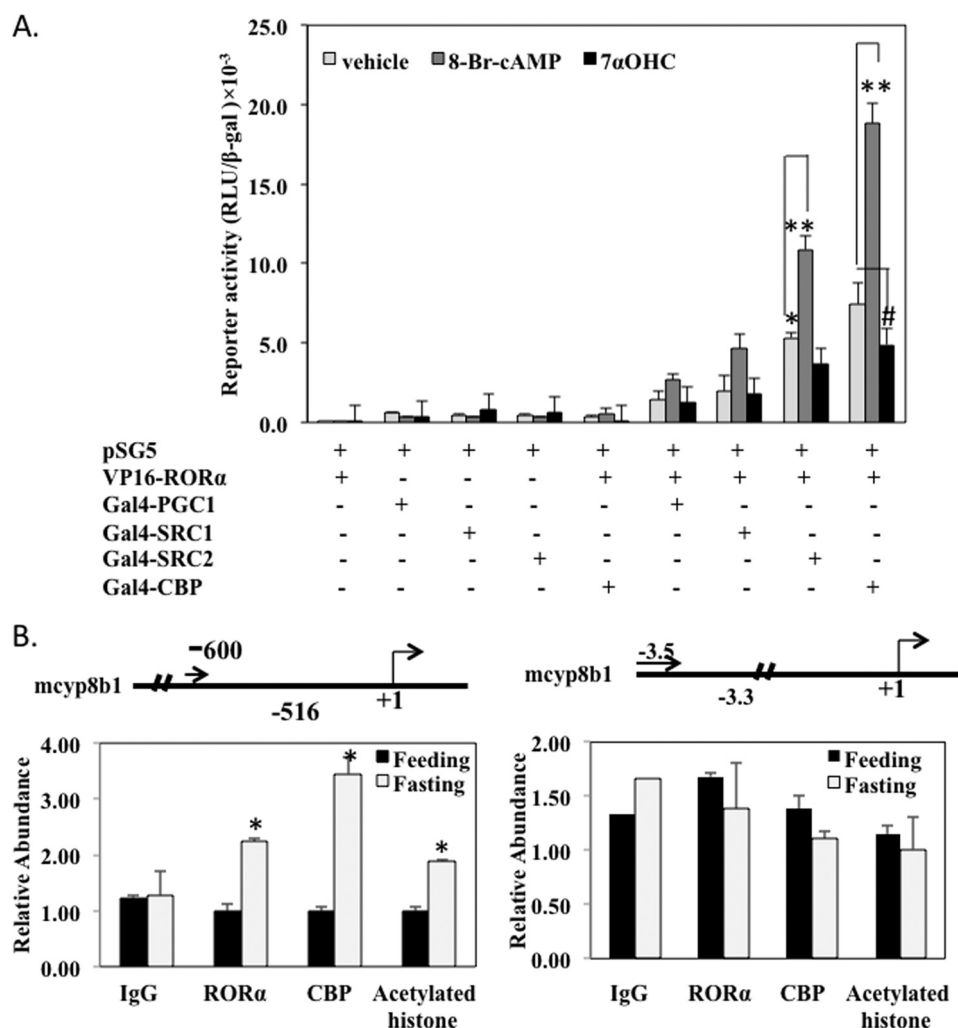 A.
25.0
20.0
15.0
10.0
5.0
0.0
Reporter activity (RLU/β-gal )×10⁻³
vehicle 8-Br-cAMP 7αOHC
**
**
*
#
pSG5 + + + + + + + + +
VP16-RORα + - - - + + + + +
Gal4-PGC1 - + - - - + - - -
Gal4-SRC1 - - + - - - + - -
Gal4-SRC2 - - - + - - - + -
Gal4-CBP - - - - + - - - +
B.
-600
mcyp8b1
-516
+1
4.00
3.00
2.00
1.00
0.00
Relative Abundance
Feeding
Fasting
*
*
*
IgG RORα CBP Acetylated
histone
-3.5
mcyp8b1
-3.3
+1
2.00
1.50
1.00
0.50
0.00
Relative Abundance
Feeding
Fasting
IgG RORα CBP Acetylated
histone